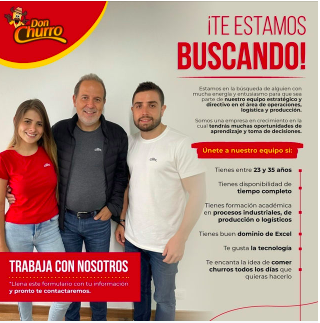 Don
Churro
¡TE ESTAMOS
BUSCANDO!
Estamos en la búsqueda de alguien con
mucha energía y entusiasmo para que sea
parte de nuestro equipo estratégico y
directivo en el área de operaciones,
logística y producción.
Somos una empresa en crecimiento en la
cual tendrás muchas oportunidades de
aprendizaje y toma de decisiones.
Únete a nuestro equipo si:
Tienes entre 23 y 35 años
Tienes disponibilidad de
tiempo completo
Tienes formación académica
en procesos industriales, de
producción o logísticos
Tienes buen dominio de Excel
Te gusta la tecnología
Te encanta la idea de comer
churros todos los días que
quieras hacerlo
TRABAJA CON NOSOTROS
*Llena este formulario con tu información
y pronto te contactaremos.